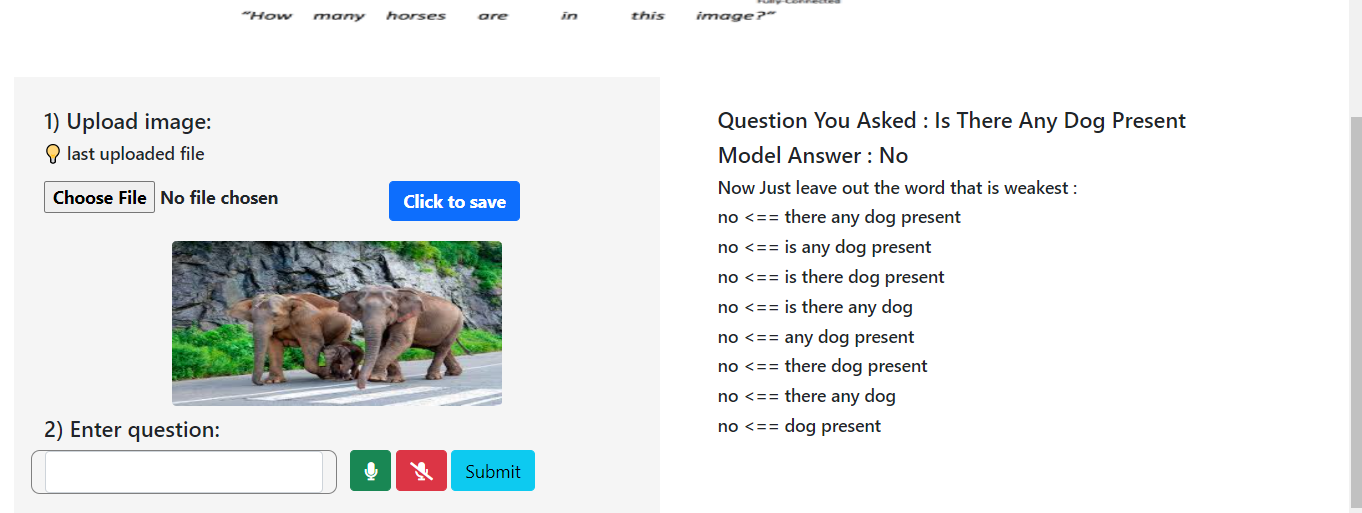 Fully-Connected
"How many horses are in this image?"
1) Upload image:
last uploaded file
Choose File No file chosen
Click to save
2) Enter question:
Submit
Question You Asked : Is There Any Dog Present
Model Answer : No
Now Just leave out the word that is weakest :
no <== there any dog present
no <== is any dog present
no <== is there dog present
no <== is there any dog
no <== any dog present
no <== there dog present
no <== there any dog
no <== dog present